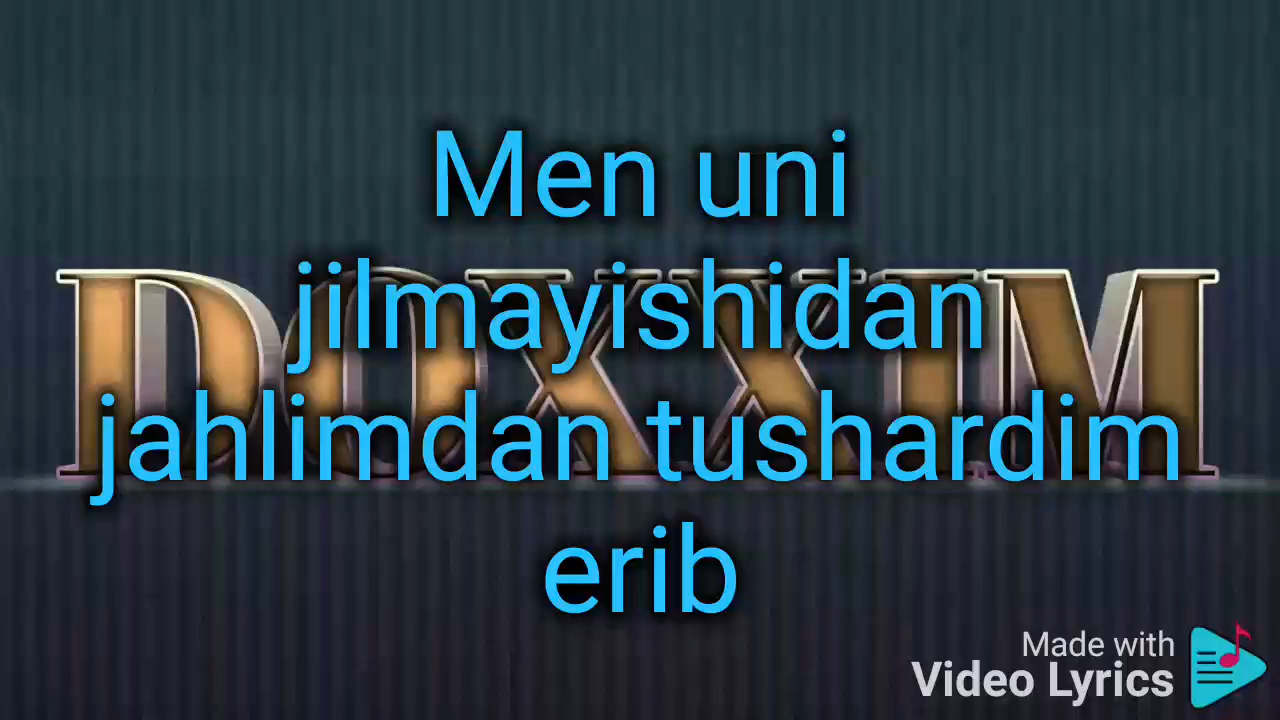 Men uni
jilmayishidan
DOXXIM
jahlimdan tushardim
erib
Made with
Video Lyrics